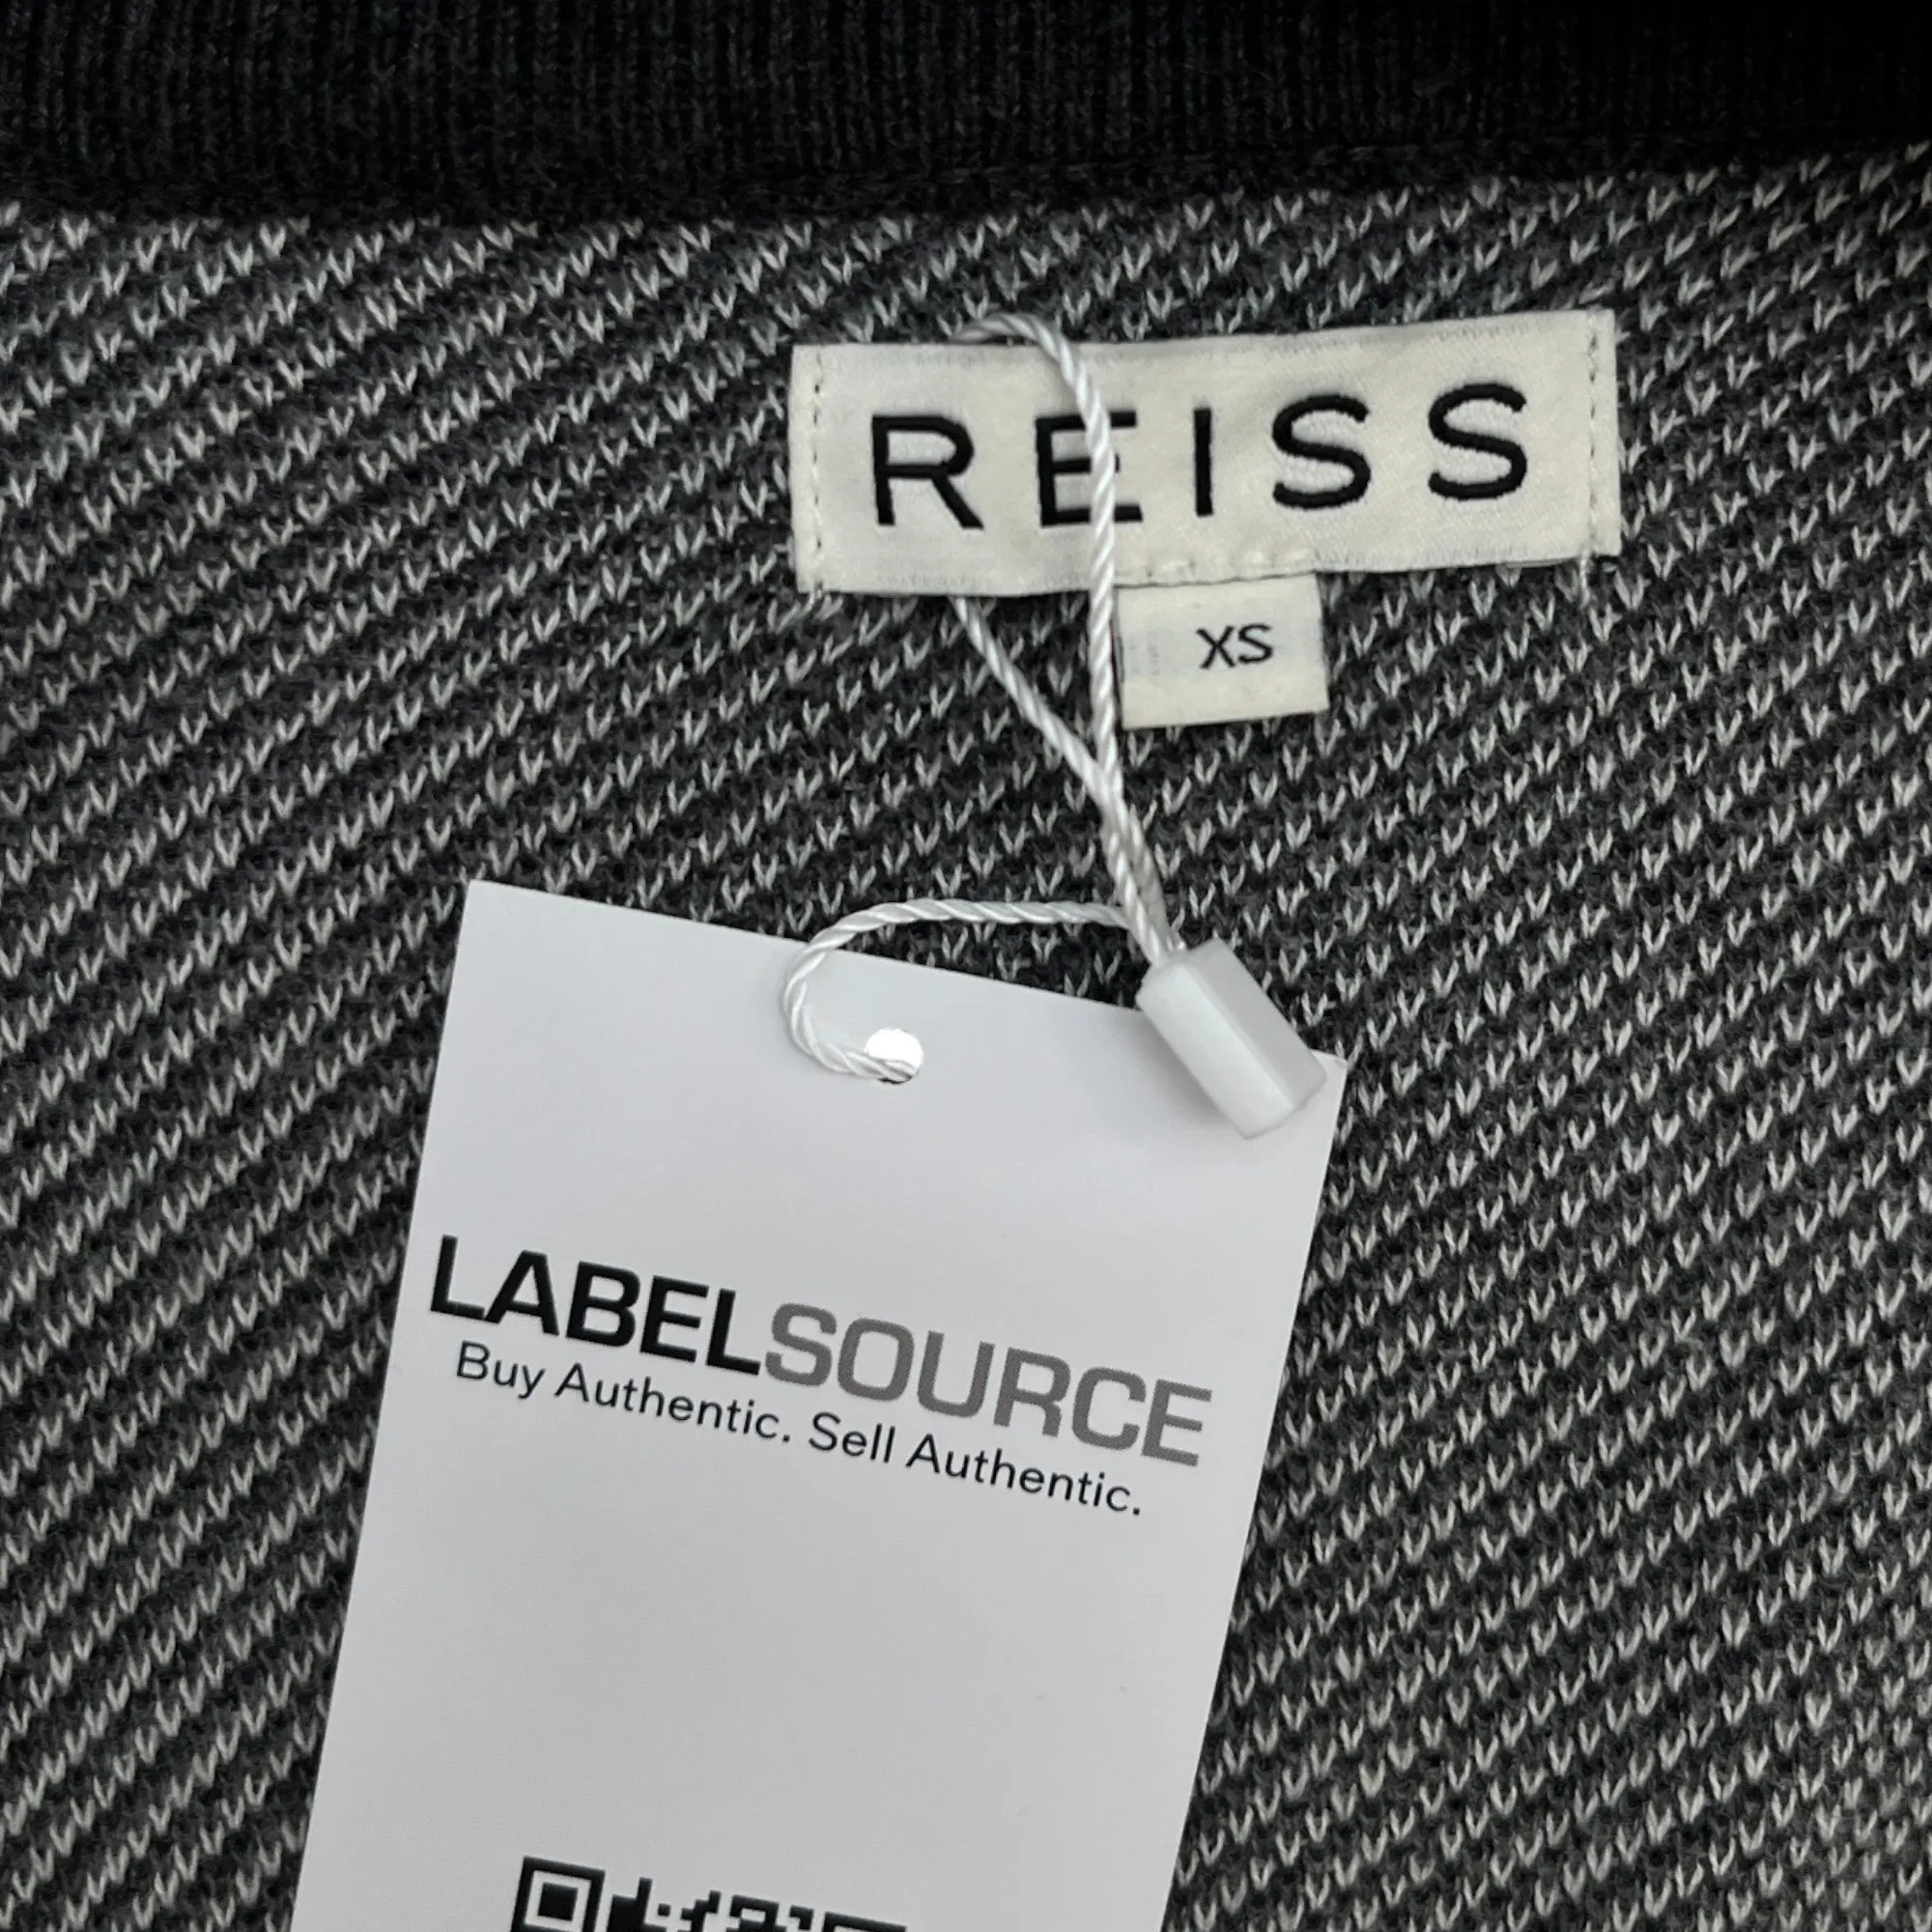 REISS
XS
LABELSOURCE
Buy Authentic. Sell Authentic.